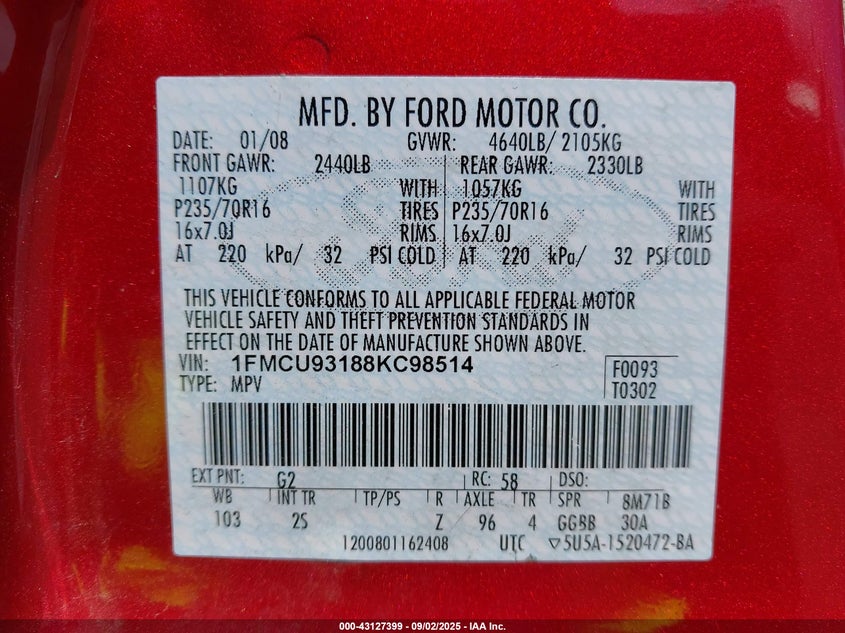 MFD. BY FORD MOTOR CO.
DATE: 01/08 GVWR: 4640LB/ 2105KG
FRONT GAWR: 2440LB REAR GAWR: 2330LB
1107KG WITH 1057KG WITH
P235/70R16 TIRES P235/70R16 TIRES
16x7.0J RIMS 16x7.0J RIMS
AT 220 kPa/ 32 PSI COLD AT 220 kPa/ 32 PSI COLD
THIS VEHICLE CONFORMS TO ALL APPLICABLE FEDERAL MOTOR
VEHICLE SAFETY AND THEFT PREVENTION STANDARDS IN
EFFECT ON THE DATE OF MANUFACTURE SHOWN ABOVE.
VIN: 1FMCU93188KC98514 F0093
TYPE: MPV T0302
EXT PNT: G2 RC: 58 DSO:
WB INT TR TP/PS R AXLE TR SPR 8M71B
103 2S Z 96 4 GGBB 30A
1200801162408 UTC ▽5U5A-1520472-BA
000-43127399 - 09/02/2025 - IAA Inc.